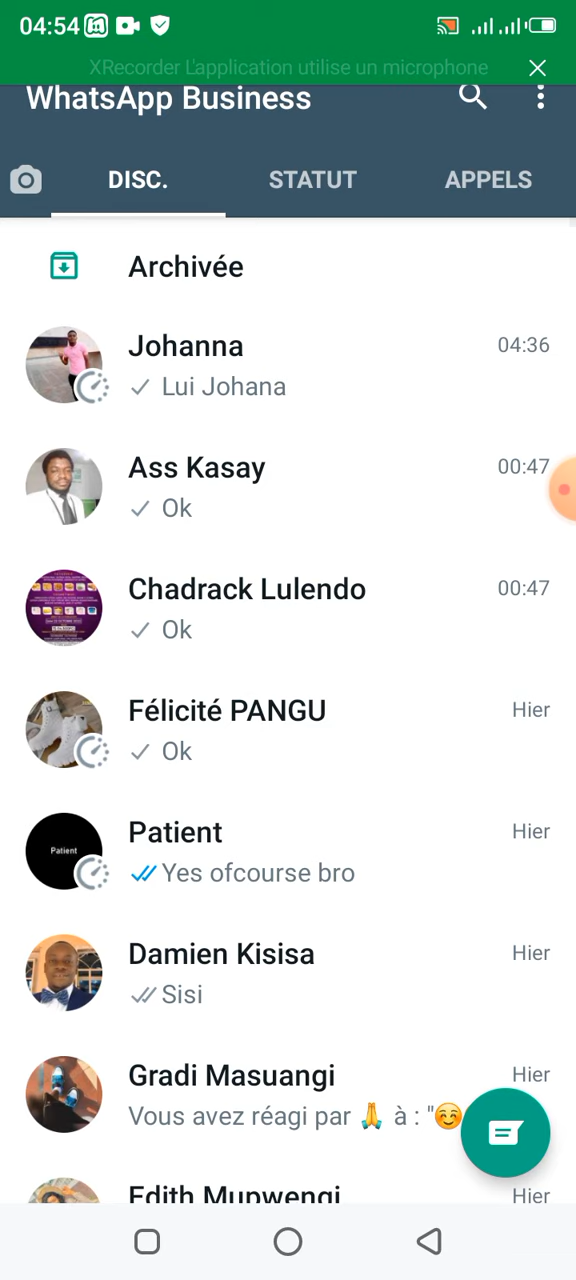 04:54
XRecorder L'application utilise un microphone
WhatsApp Business
DISC. STATUT APPELS
Archivée
Johanna 04:36
Lui Johana
Ass Kasay 00:47
Ok
Chadrack Lulendo 00:47
Ok
Félicité PANGU Hier
Ok
Patient Hier
Patient
Yes ofcourse bro
Damien Kisisa Hier
Sisi
Gradi Masuangi Hier
Vous avez réagi par 🙏 à : "☺️
Edith Mupwengi Hier